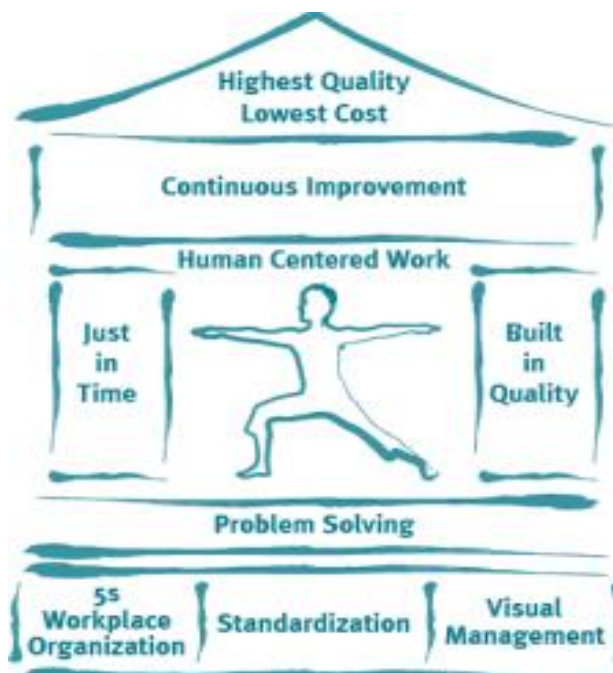 Highest Quality
Lowest Cost
Continuous Improvement
Human Centered Work
Just
in
Time
Built
in
Quality
Problem Solving
5s
Workplace
Organization
Standardization
Visual
Management